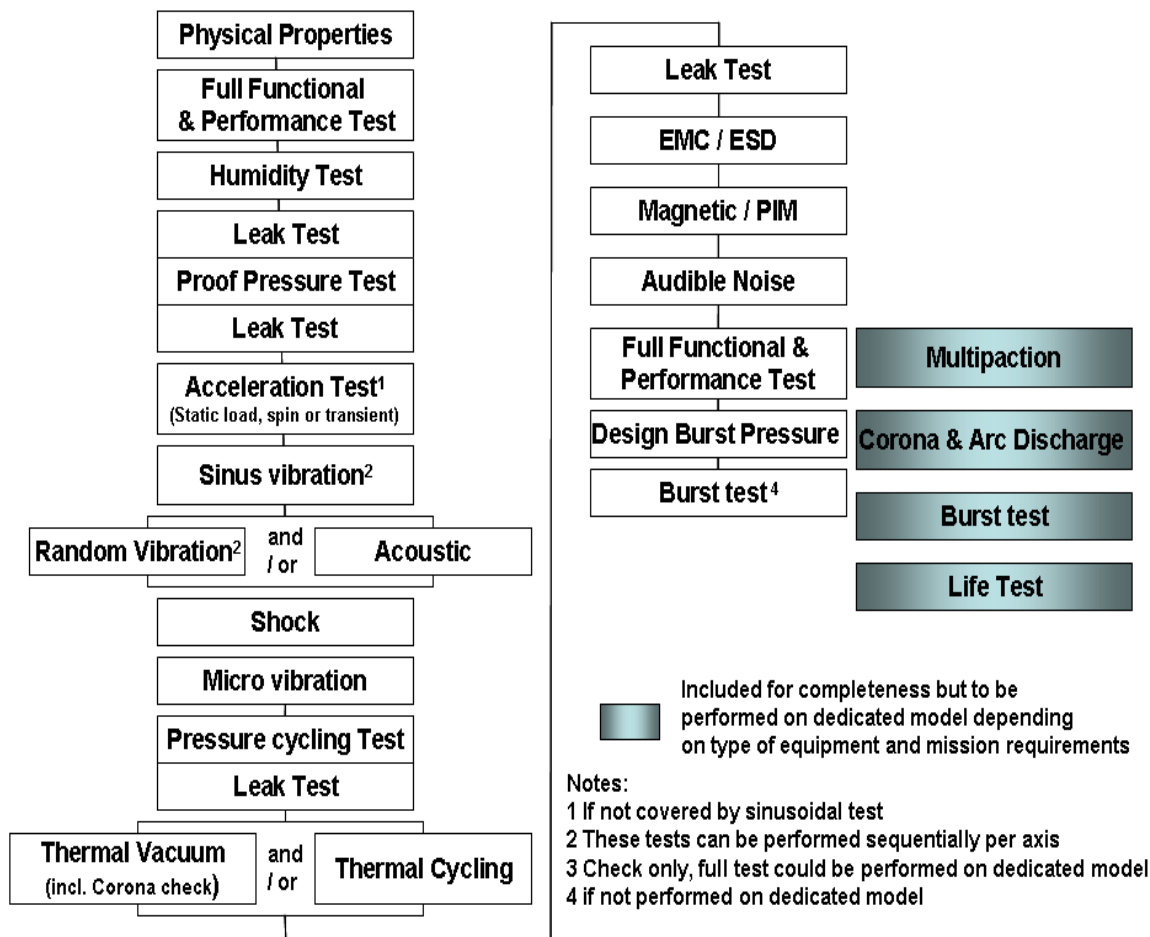 Physical Properties
Full Functional
& Performance Test
Humidity Test
Leak Test
Proof Pressure Test
Leak Test
Acceleration Test¹
(Static load, spin or transient)
Sinus vibration²
Random Vibration²
and
/ or
Acoustic
Shock
Micro vibration
Pressure cycling Test
Leak Test
Thermal Vacuum
(incl. Corona check)
and
/ or
Thermal Cycling
Leak Test
EMC / ESD
Magnetic / PIM
Audible Noise
Full Functional &
Performance Test
Design Burst Pressure
Burst test⁴
Multipaction
Corona & Arc Discharge
Burst test
Life Test
Included for completeness but to be
performed on dedicated model depending
on type of equipment and mission requirements
Notes:
1 If not covered by sinusoidal test
2 These tests can be performed sequentially per axis
3 Check only, full test could be performed on dedicated model
4 if not performed on dedicated model